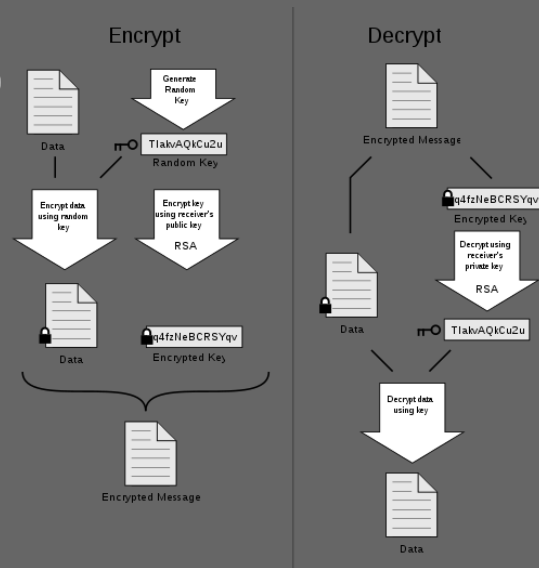 Encrypt
Generate
Random
Key
Data
TIakvAQkCu2u
Random Key
Encrypt data
using random
key
Encrypt key
using receiver's
public key
RSA
Data
q4fzNeBCRSYqv
Encrypted Key
Encrypted Message
Decrypt
Encrypted Message
q4fzNeBCRSYqv
Encrypted Key
Decrypt using
receiver's
private key
RSA
Data
TIakvAQkCu2u
Decrypt data
using key
Data